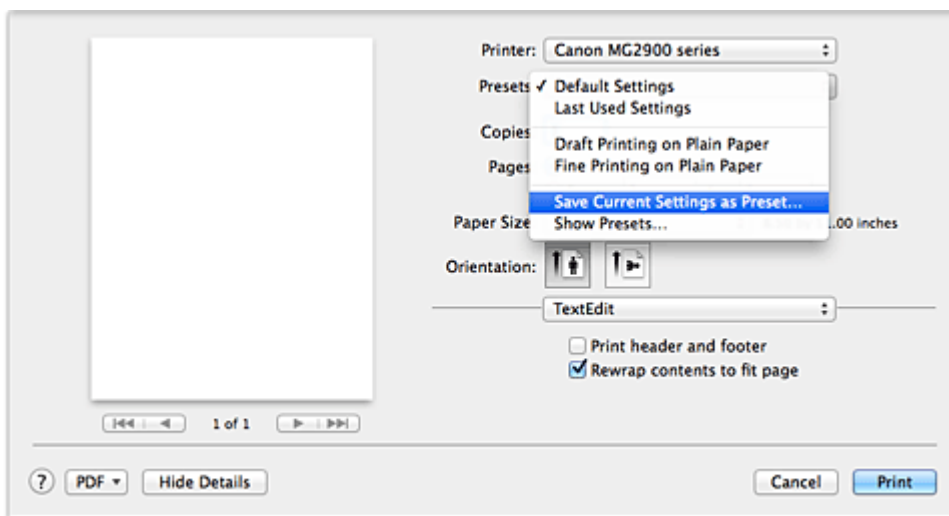 Printer: Canon MG2900 series
Presets ✓ Default Settings
Last Used Settings
Copies
Draft Printing on Plain Paper
Pages Fine Printing on Plain Paper
Save Current Settings as Preset...
Paper Size Show Presets... .00 inches
Orientation:
TextEdit
Print header and footer
Rewrap contents to fit page
1 of 1
? PDF Hide Details Cancel Print